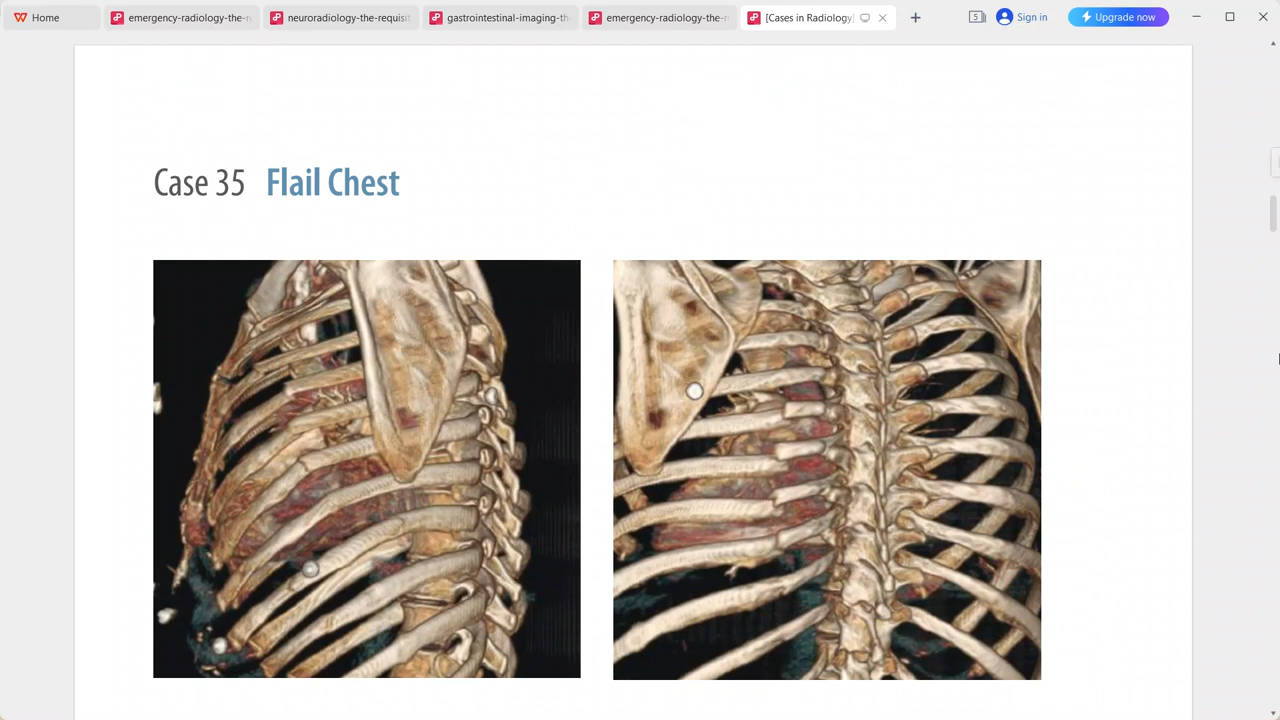 Home
emergency-radiology-the-r
neuroradiology-the-requisit
gastrointestinal-imaging-th
emergency-radiology-the-r
[Cases in Radiology]
5
Sign in
Upgrade now
Case 35 Flail Chest